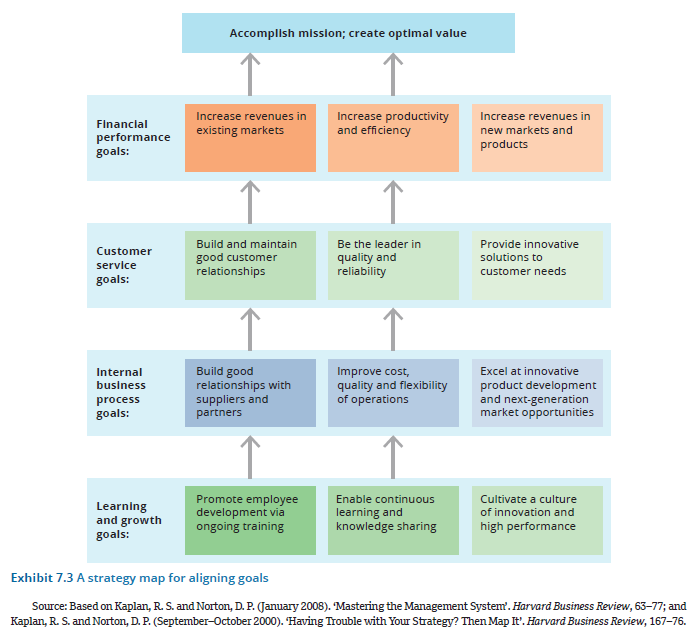 Accomplish mission; create optimal value
Financial
performance
goals:
Increase revenues in
existing markets
Increase productivity
and efficiency
Increase revenues in
new markets and
products
Customer
service
goals:
Build and maintain
good customer
relationships
Be the leader in
quality and
reliability
Provide innovative
solutions to
customer needs
Internal
business
process
goals:
Build good
relationships with
suppliers and
partners
Improve cost,
quality and flexibility
of operations
Excel at innovative
product development
and next-generation
market opportunities
Learning
and growth
goals:
Promote employee
development via
ongoing training
Enable continuous
learning and
knowledge sharing
Cultivate a culture
of innovation and
high performance
Exhibit 7.3 A strategy map for aligning goals
Source: Based on Kaplan, R. S. and Norton, D. P. (January 2008). ‘Mastering the Management System’. Harvard Business Review, 63–77; and
Kaplan, R. S. and Norton, D. P. (September–October 2000). ‘Having Trouble with Your Strategy? Then Map It’. Harvard Business Review, 167–76.